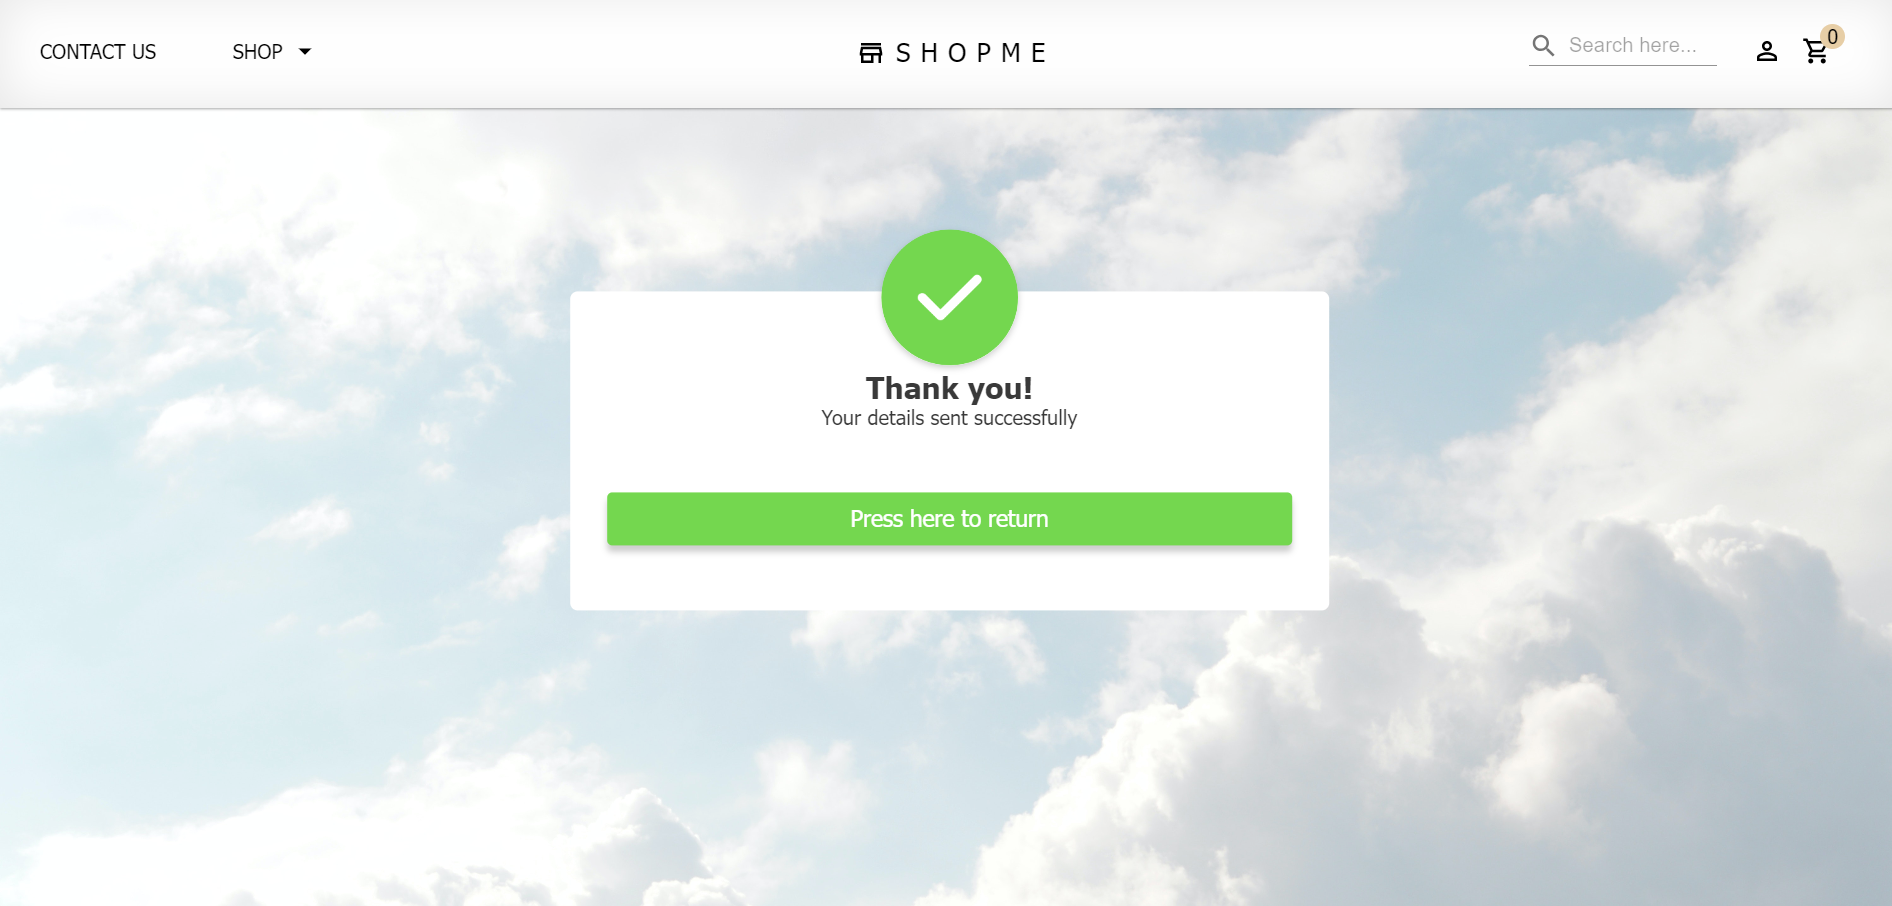 CONTACT US
SHOP
SHOPME
Search here...
0
Thank you!
Your details sent successfully
Press here to return